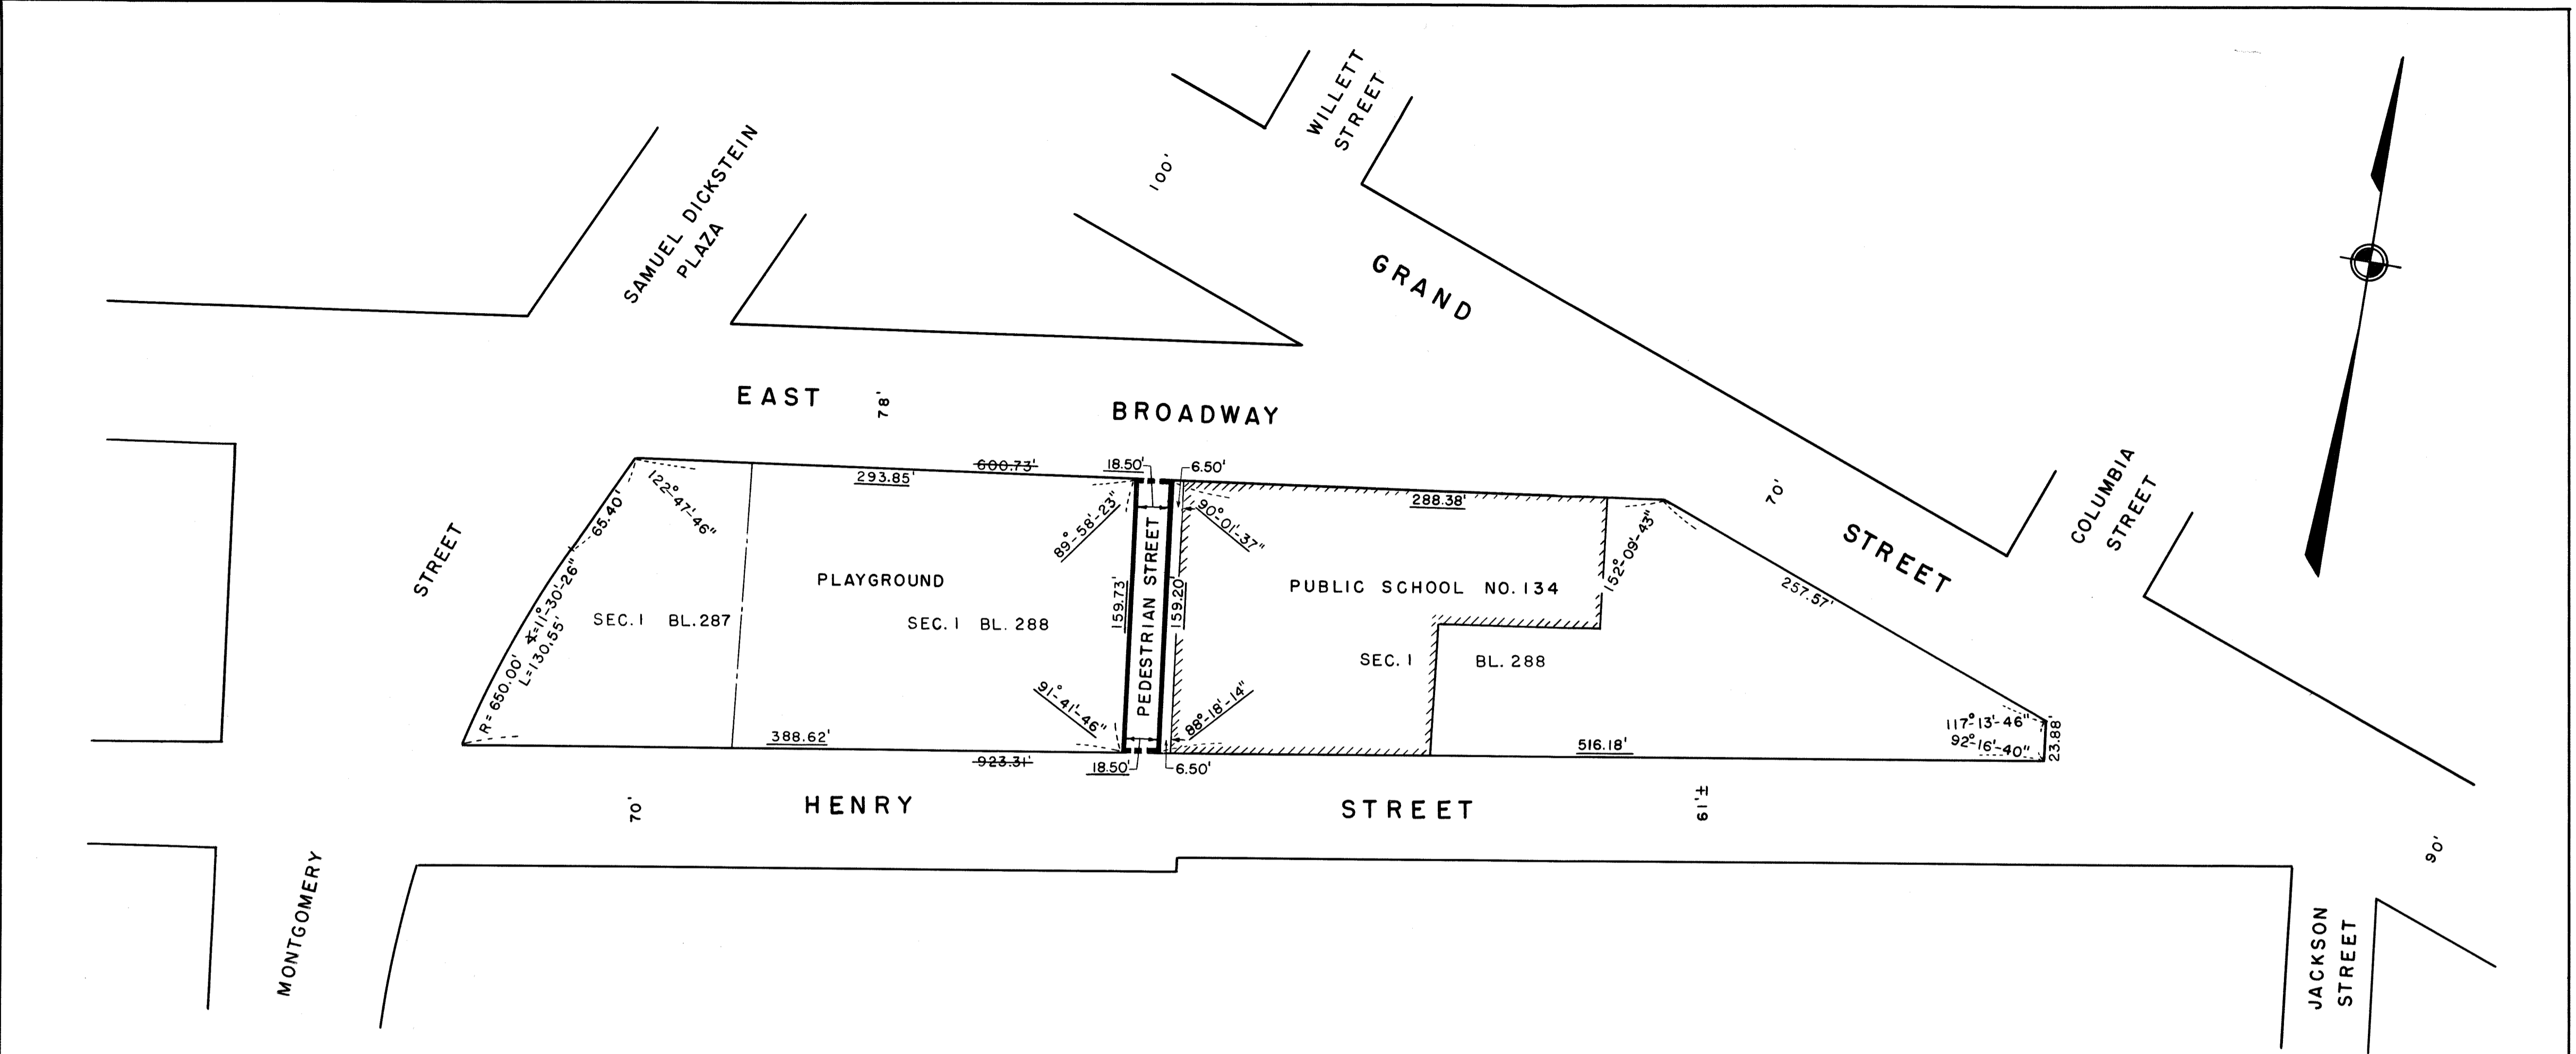 WILLETT
STREET
SAMUEL DICKSTEIN
PLAZA
100'
GRAND
STREET
EAST
BROADWAY
78'
70'
COLUMBIA
STREET
600.73'
293.85'
18.50'
6.50'
288.38'
122°-47'-46"
89°-58'-23"
90°-01'-37"
152°-09'-43"
257.57'
65.40'
STREET
R=650.00'
∡=11°-30'-26"
L=130.55'
PLAYGROUND
SEC. 1 BL. 287
SEC. 1 BL. 288
159.73'
PEDESTRIAN STREET
159.20'
PUBLIC SCHOOL NO. 134
SEC. 1 BL. 288
91°-41'-46"
88°-18'-14"
117°-13'-46"
92°-16'-40"
23.88'
388.62'
923.31'
18.50'
6.50'
516.18'
70'
HENRY
STREET
61'±
90'
MONTGOMERY
JACKSON
STREET